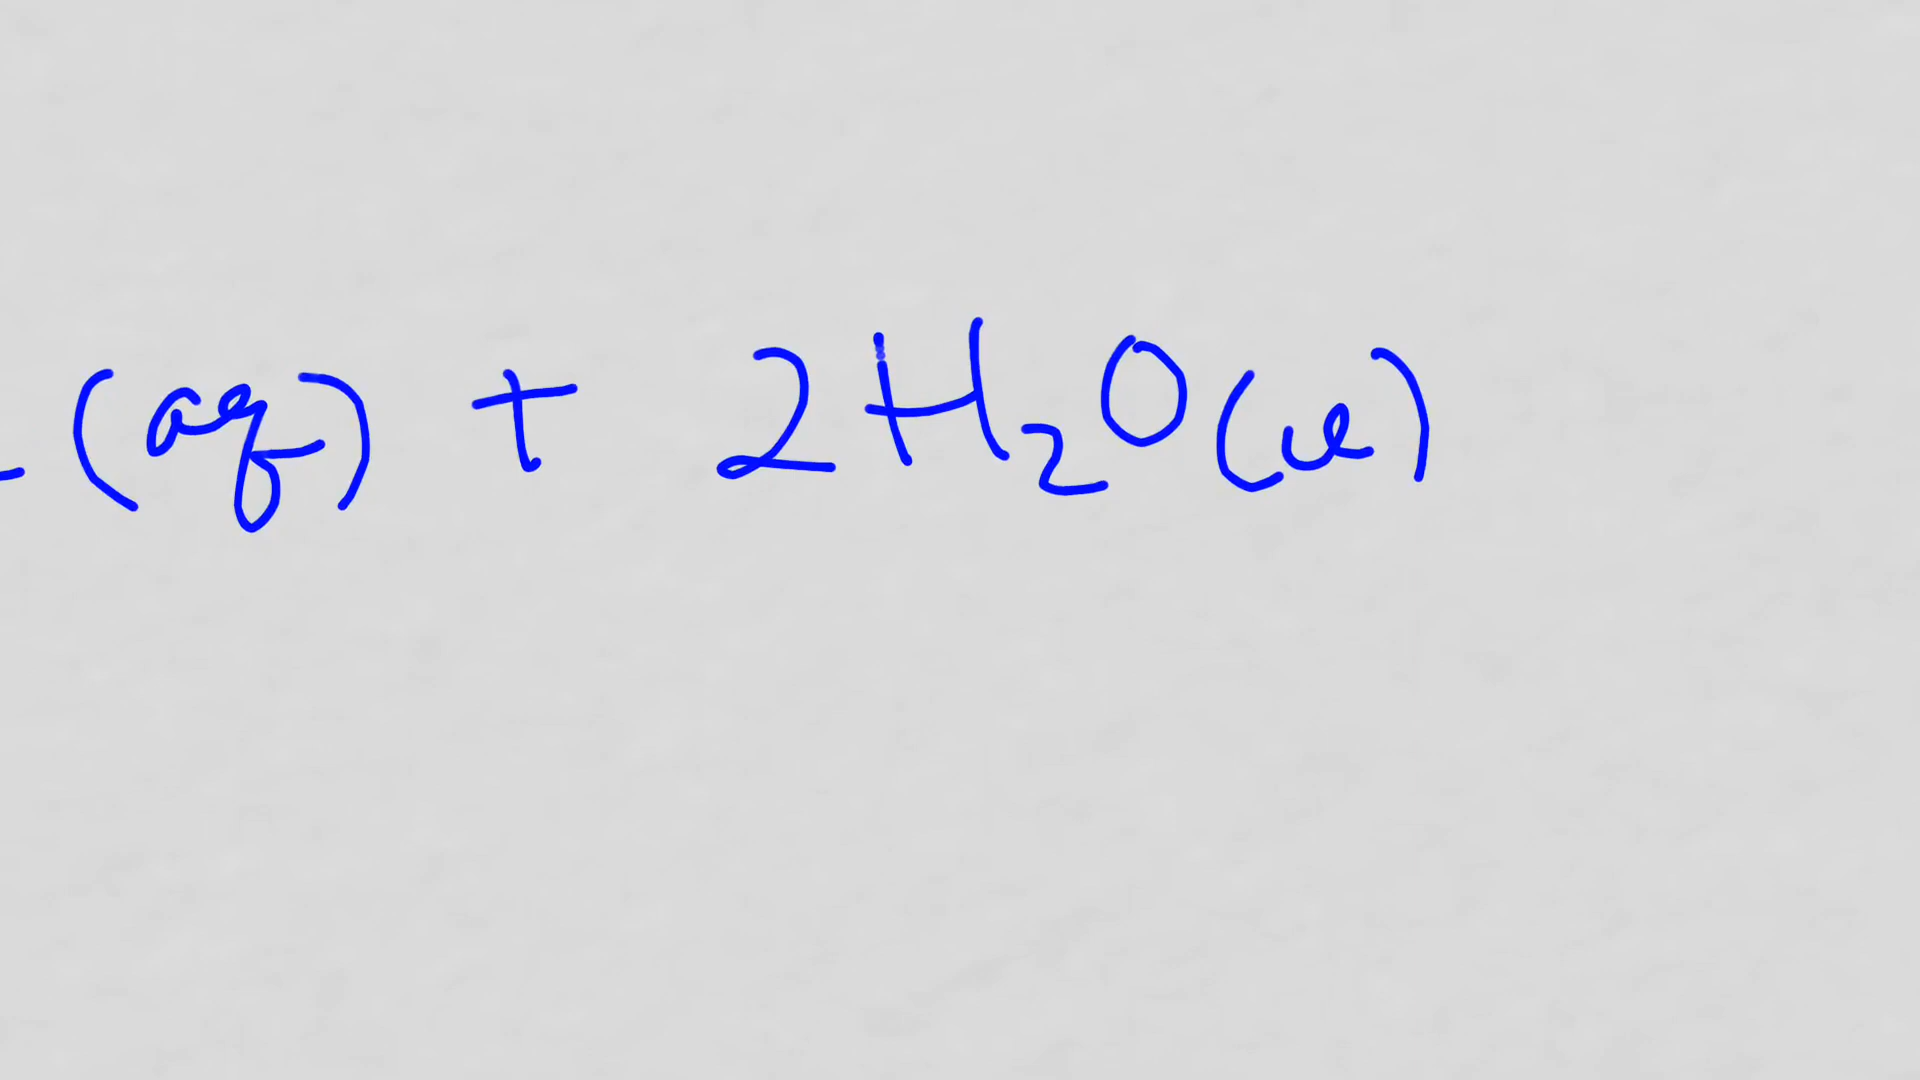 (aq) + 2H₂O(l)